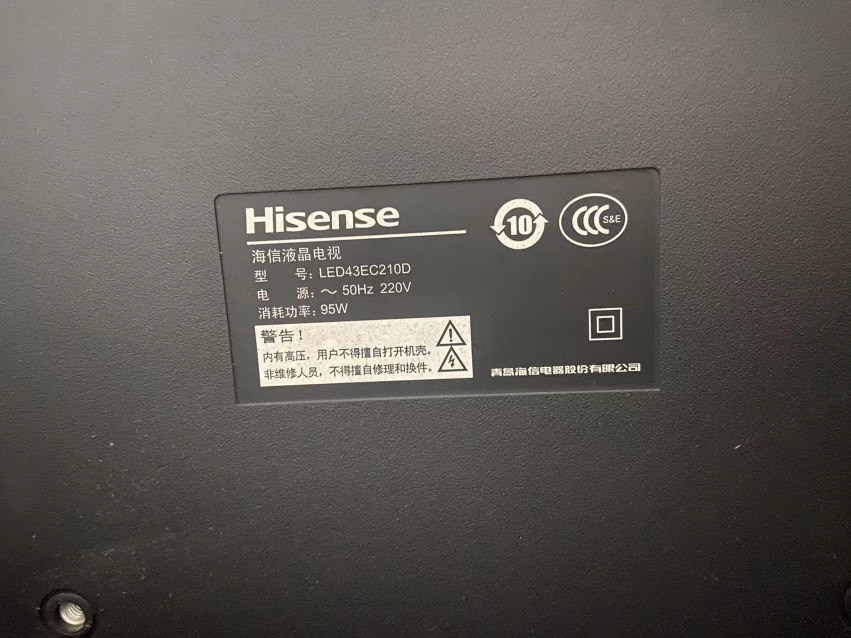 Hisense
10
CCC S&E
海信液晶电视
型 号: LED43EC210D
电 源: ～ 50Hz 220V
消耗功率: 95W
警告！
内有高压，用户不得擅自打开机壳。
非维修人员，不得擅自修理和换件。
青岛海信电器股份有限公司